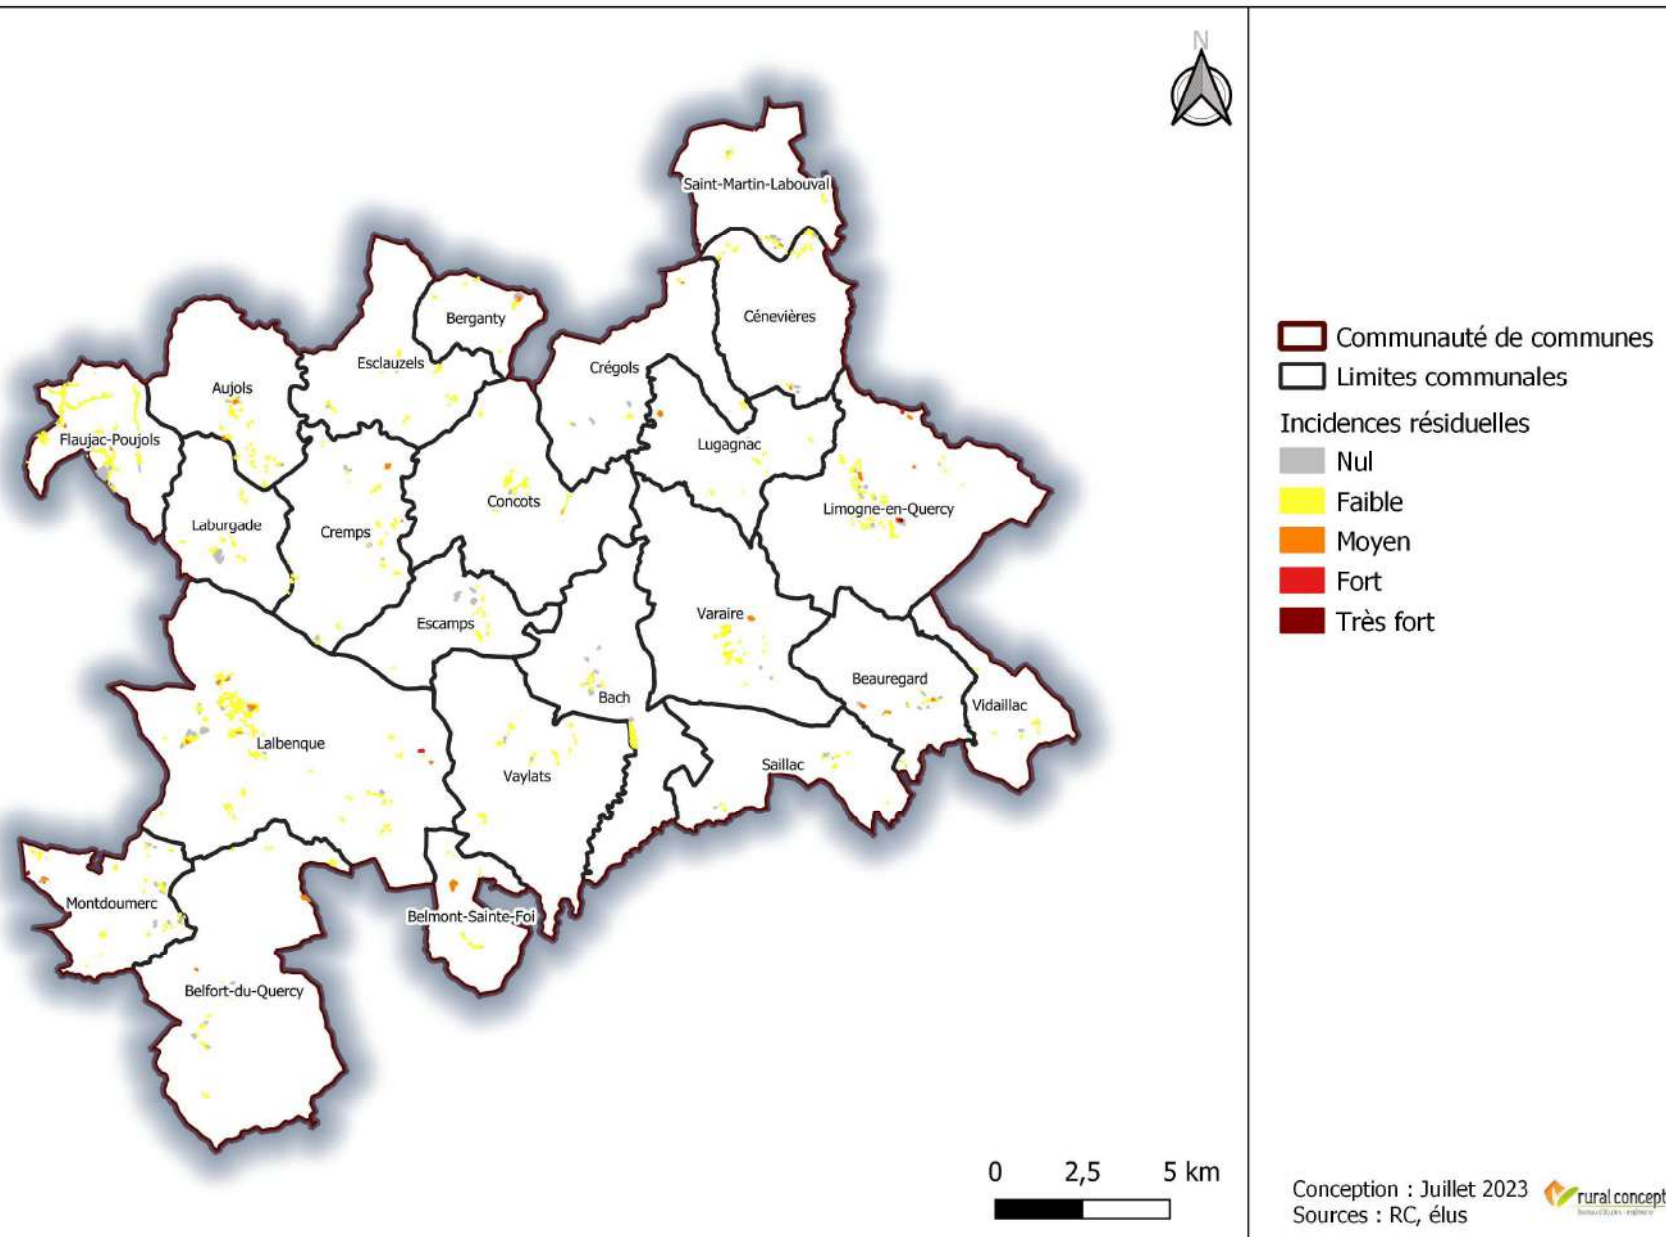 N
Saint-Martin-Labouval
Berganty
Cénevières
Esclauzels
Crégols
Aujols
Flaujac-Poujols
Lugagnac
Concots
Limogne-en-Quercy
Laburgade
Cremps
Varaire
Escamps
Beauregard
Bach
Vidaillac
Lalbenque
Saillac
Vaylats
Montdoumerc
Belmont-Sainte-Foi
Belfort-du-Quercy
0 2,5 5 km
Communauté de communes
Limites communales
Incidences résiduelles
Nul
Faible
Moyen
Fort
Très fort
Conception : Juillet 2023
Sources : RC, élus
rural concept